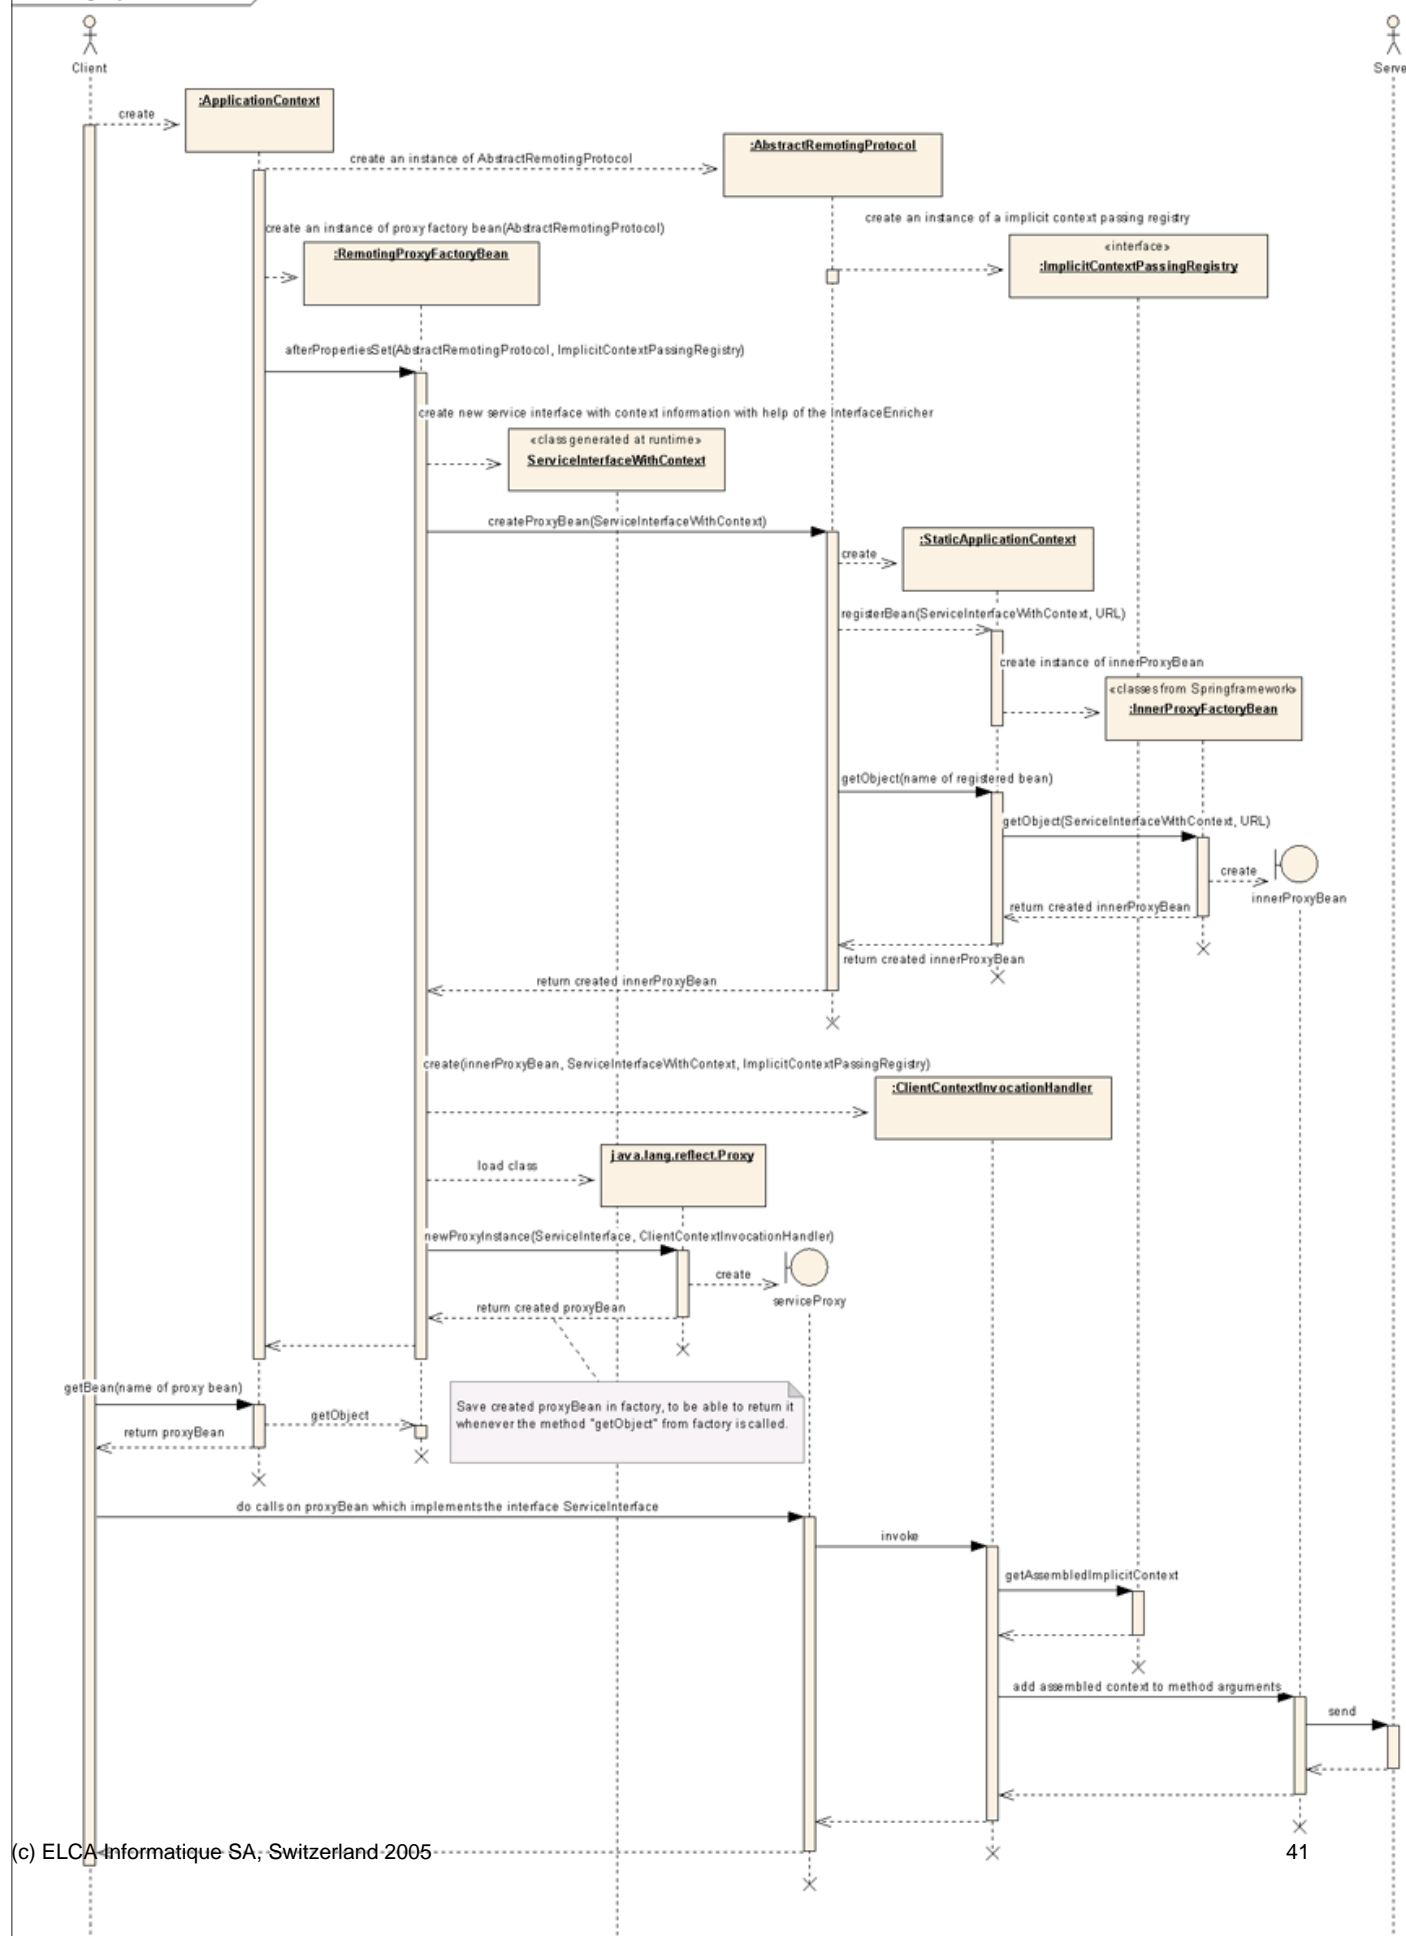 Client
Serve
:ApplicationContext
create
:AbstractRemotingProtocol
create an instance of AbstractRemotingProtocol
create an instance of a implicit context passing registry
create an instance of proxy factory bean(AbstractRemotingProtocol)
«interface»
:ImplicitContextPassingRegistry
:RemotingProxyFactoryBean
afterPropertiesSet(AbstractRemotingProtocol, ImplicitContextPassingRegistry)
create new service interface with context information with help of the InterfaceEnricher
«class generated at runtime»
ServiceInterfaceWithContext
createProxyBean(ServiceInterfaceWithContext)
:StaticApplicationContext
create
registerBean(ServiceInterfaceWithContext, URL)
create instance of innerProxyBean
«classes from Springframework»
:InnerProxyFactoryBean
getObject(name of registered bean)
getObject(ServiceInterfaceWithContext, URL)
create
innerProxyBean
return created innerProxyBean
return created innerProxyBean
return created innerProxyBean
create(innerProxyBean, ServiceInterfaceWithContext, ImplicitContextPassingRegistry)
:ClientContextInvocationHandler
java.lang.reflect.Proxy
load class
newProxyInstance(ServiceInterface, ClientContextInvocationHandler)
create
serviceProxy
return created proxyBean
getBean(name of proxy bean)
Save created proxyBean in factory, to be able to return it
whenever the method "getObject" from factory is called.
getObject
return proxyBean
do calls on proxyBean which implements the interface ServiceInterface
invoke
getAssembledImplicitContext
add assembled context to method arguments
send
(c) ELCA Informatique SA, Switzerland 2005
41